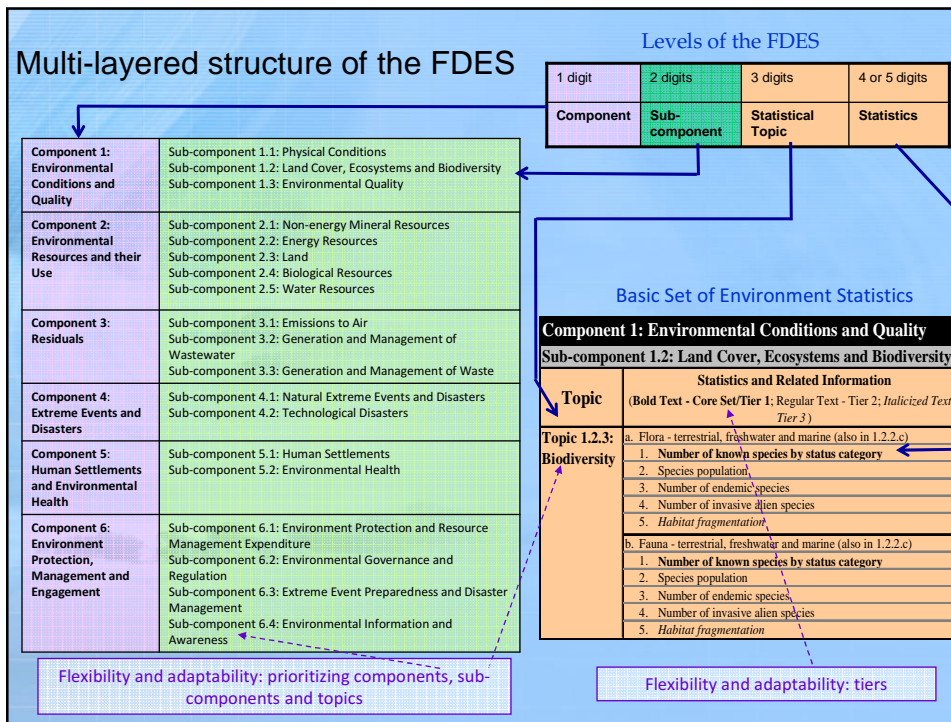 Multi-layered structure of the FDES
Levels of the FDES
1 digit
2 digits
3 digits
4 or 5 digits
Component
Sub-
component
Statistical
Topic
Statistics
Component 1:
Environmental
Conditions and
Quality
Sub-component 1.1: Physical Conditions
Sub-component 1.2: Land Cover, Ecosystems and Biodiversity
Sub-component 1.3: Environmental Quality
Component 2:
Environmental
Resources and their
Use
Sub-component 2.1: Non-energy Mineral Resources
Sub-component 2.2: Energy Resources
Sub-component 2.3: Land
Sub-component 2.4: Biological Resources
Sub-component 2.5: Water Resources
Component 3:
Residuals
Sub-component 3.1: Emissions to Air
Sub-component 3.2: Generation and Management of
Wastewater
Sub-component 3.3: Generation and Management of Waste
Component 4:
Extreme Events and
Disasters
Sub-component 4.1: Natural Extreme Events and Disasters
Sub-component 4.2: Technological Disasters
Component 5:
Human Settlements
and Environmental
Health
Sub-component 5.1: Human Settlements
Sub-component 5.2: Environmental Health
Component 6:
Environment
Protection,
Management and
Engagement
Sub-component 6.1: Environment Protection and Resource
Management Expenditure
Sub-component 6.2: Environmental Governance and
Regulation
Sub-component 6.3: Extreme Event Preparedness and Disaster
Management
Sub-component 6.4: Environmental Information and
Awareness
Basic Set of Environment Statistics
Component 1: Environmental Conditions and Quality
Sub-component 1.2: Land Cover, Ecosystems and Biodiversity
Topic
Statistics and Related Information
(Bold Text - Core Set/Tier 1; Regular Text - Tier 2; Italicized Text
Tier 3)
Topic 1.2.3:
Biodiversity
a. Flora - terrestrial, freshwater and marine (also in 1.2.2.c)
1. Number of known species by status category
2. Species population
3. Number of endemic species
4. Number of invasive alien species
5. Habitat fragmentation
b. Fauna - terrestrial, freshwater and marine (also in 1.2.2.c)
1. Number of known species by status category
2. Species population
3. Number of endemic species
4. Number of invasive alien species
5. Habitat fragmentation
Flexibility and adaptability: prioritizing components, sub-
components and topics
Flexibility and adaptability: tiers